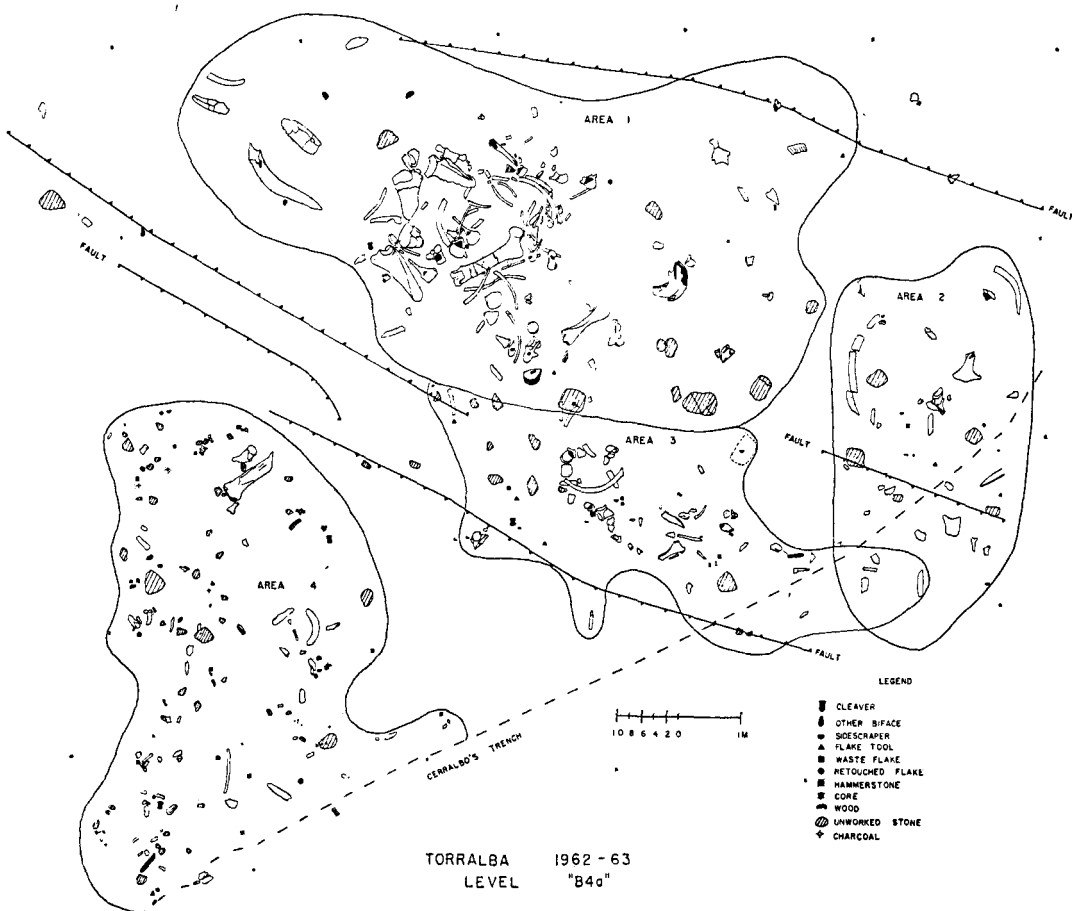 AREA 1
FAULT
FAULT
AREA 2
AREA 3
FAULT
AREA 4
FAULT
CERRALBO'S TRENCH
10 8 6 4 2 0 1M
LEGEND
CLEAVER
OTHER BIFACE
SIDESCRAPER
FLAKE TOOL
WASTE FLAKE
RETOUCHED FLAKE
HAMMERSTONE
CORE
WOOD
UNWORKED STONE
CHARCOAL
TORRALBA 1962-63
LEVEL "B4a"